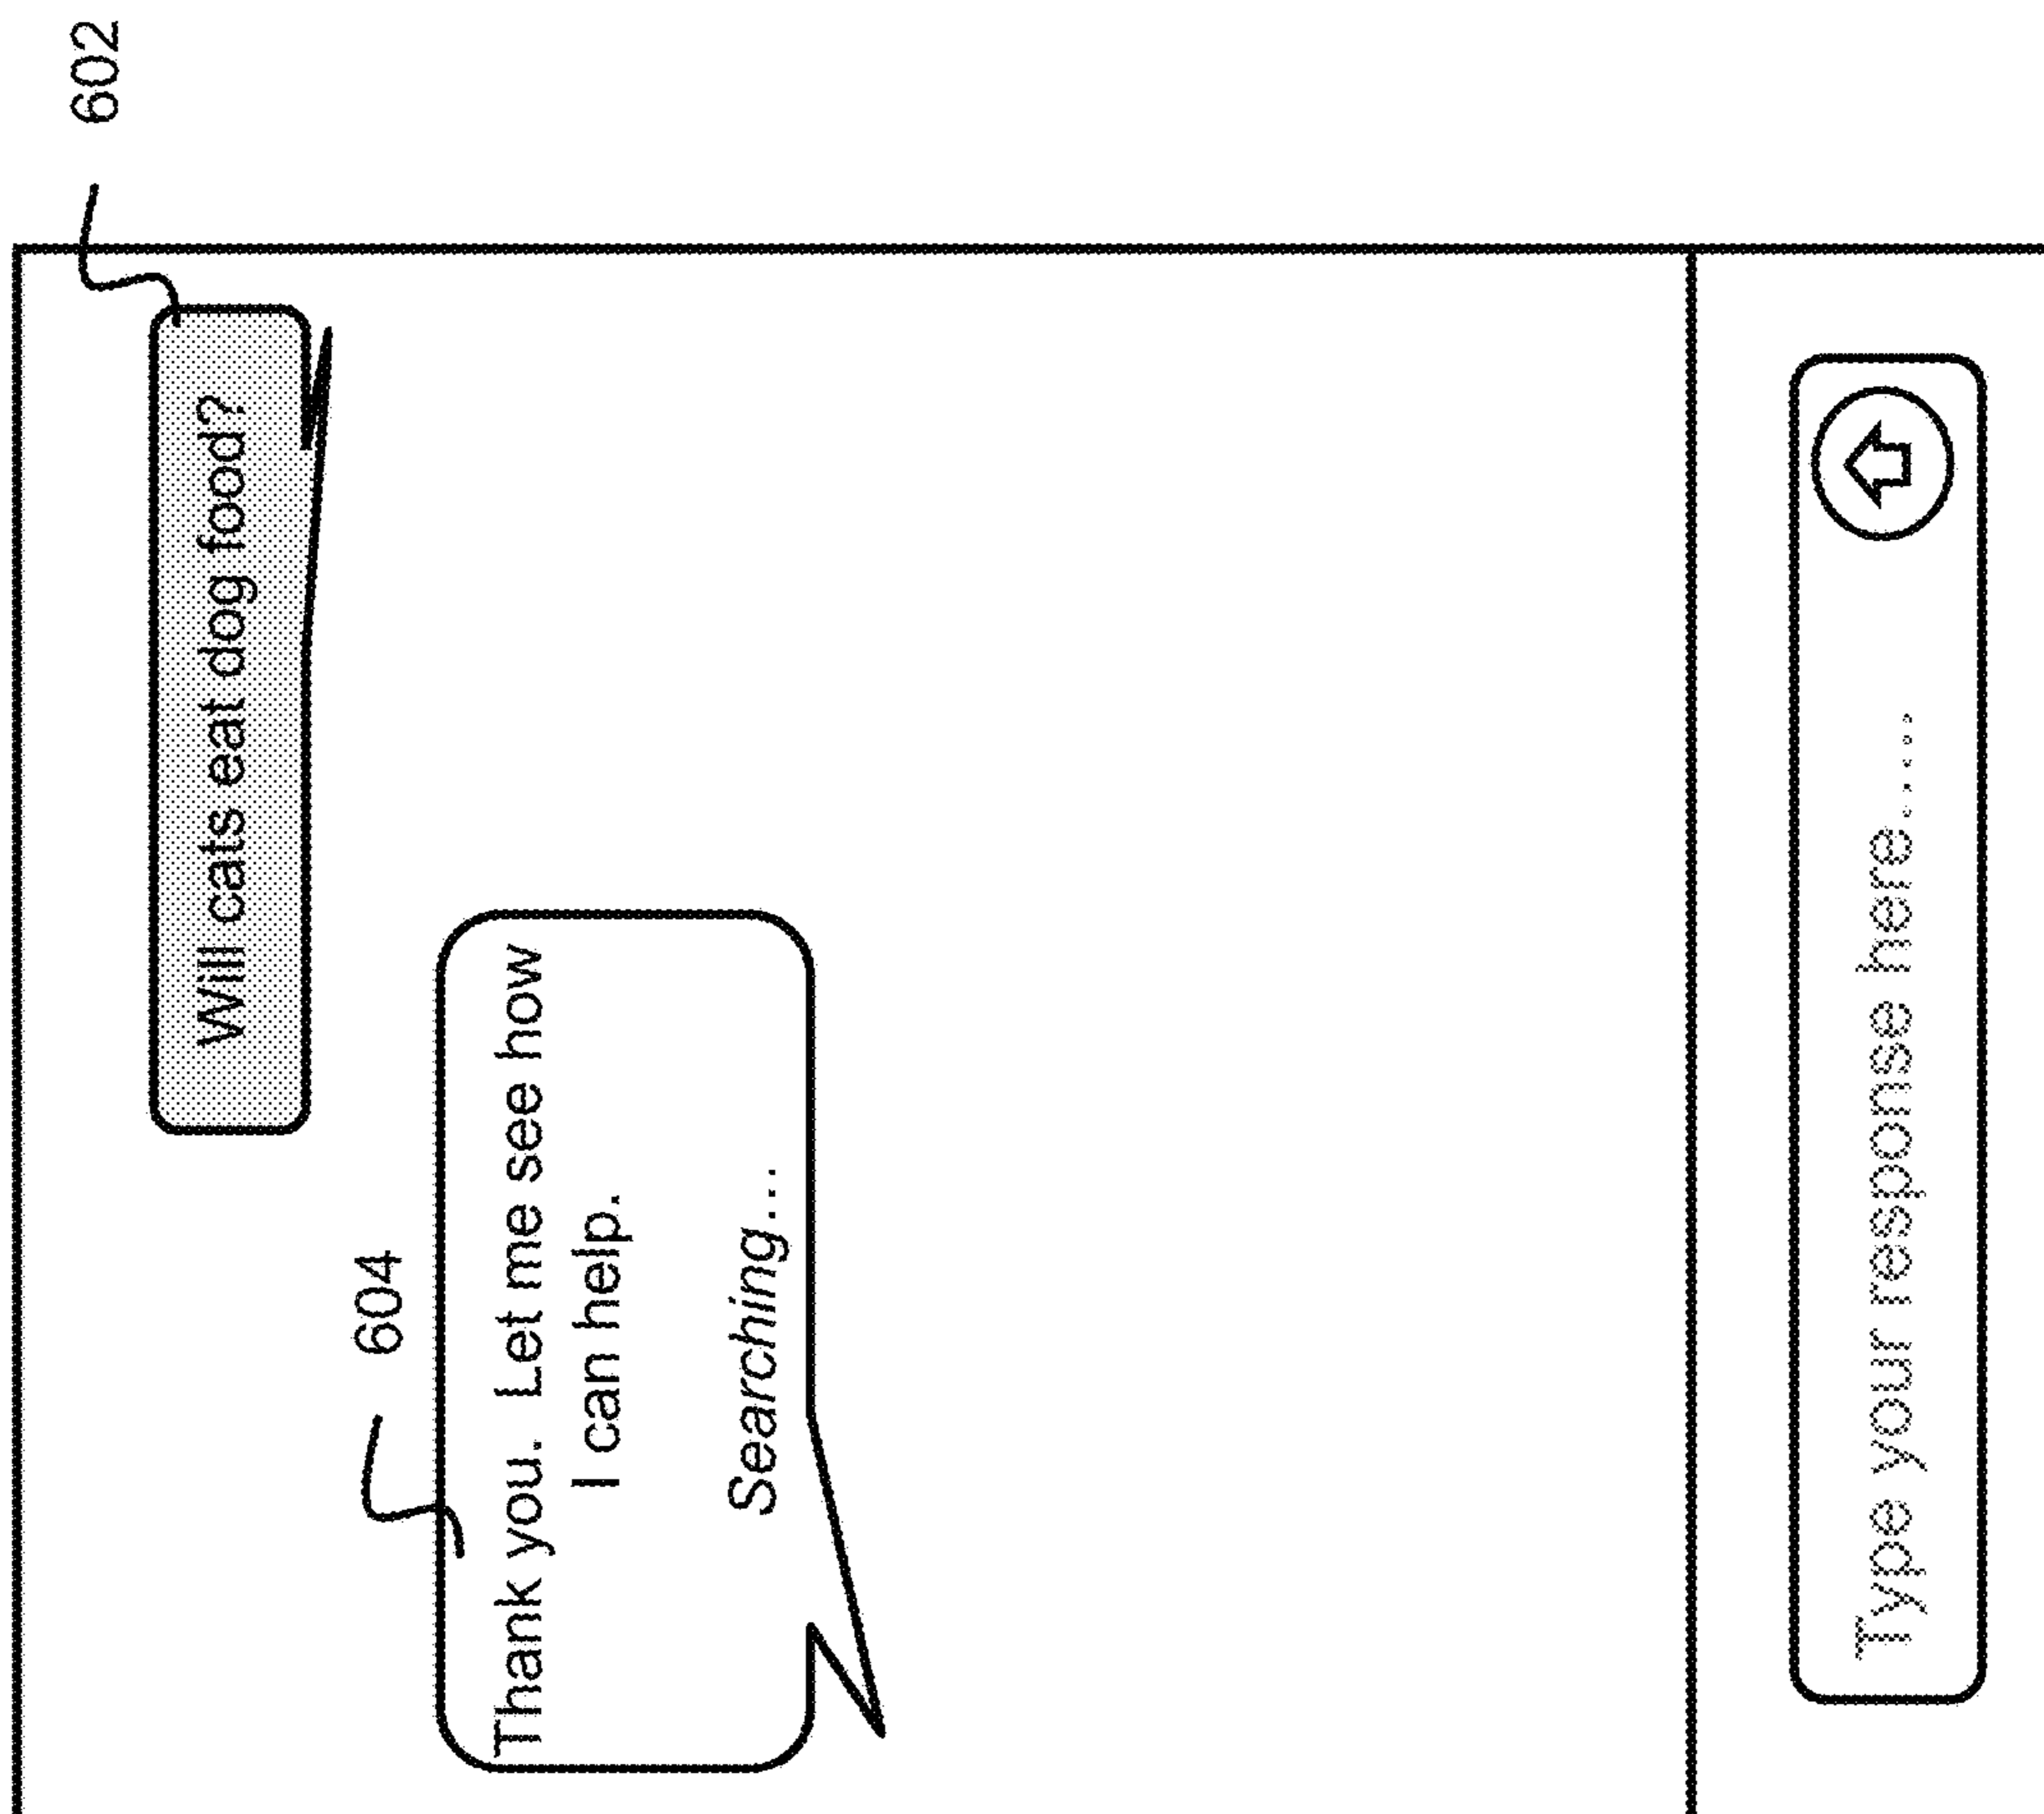 602
Will cats eat dog food?
604
Thank you. Let me see how
I can help.
Searching...
Type your response here......